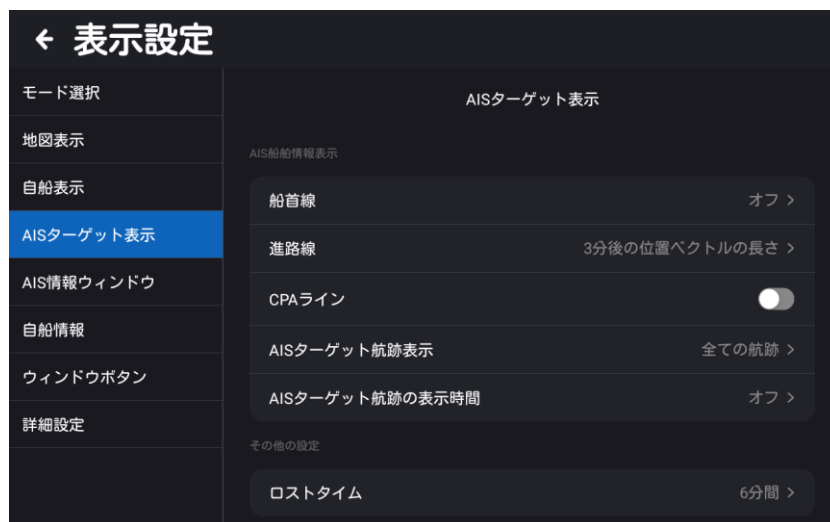 ← 表示設定
モード選択
地図表示
自船表示
AISターゲット表示
AIS情報ウィンドウ
自船情報
ウィンドウボタン
詳細設定
AISターゲット表示
AIS船舶情報表示
船首線 オフ >
進路線 3分後の位置ベクトルの長さ >
CPAライン
AISターゲット航跡表示 全ての航跡 >
AISターゲット航跡の表示時間 オフ >
その他の設定
ロストタイム 6分間 >